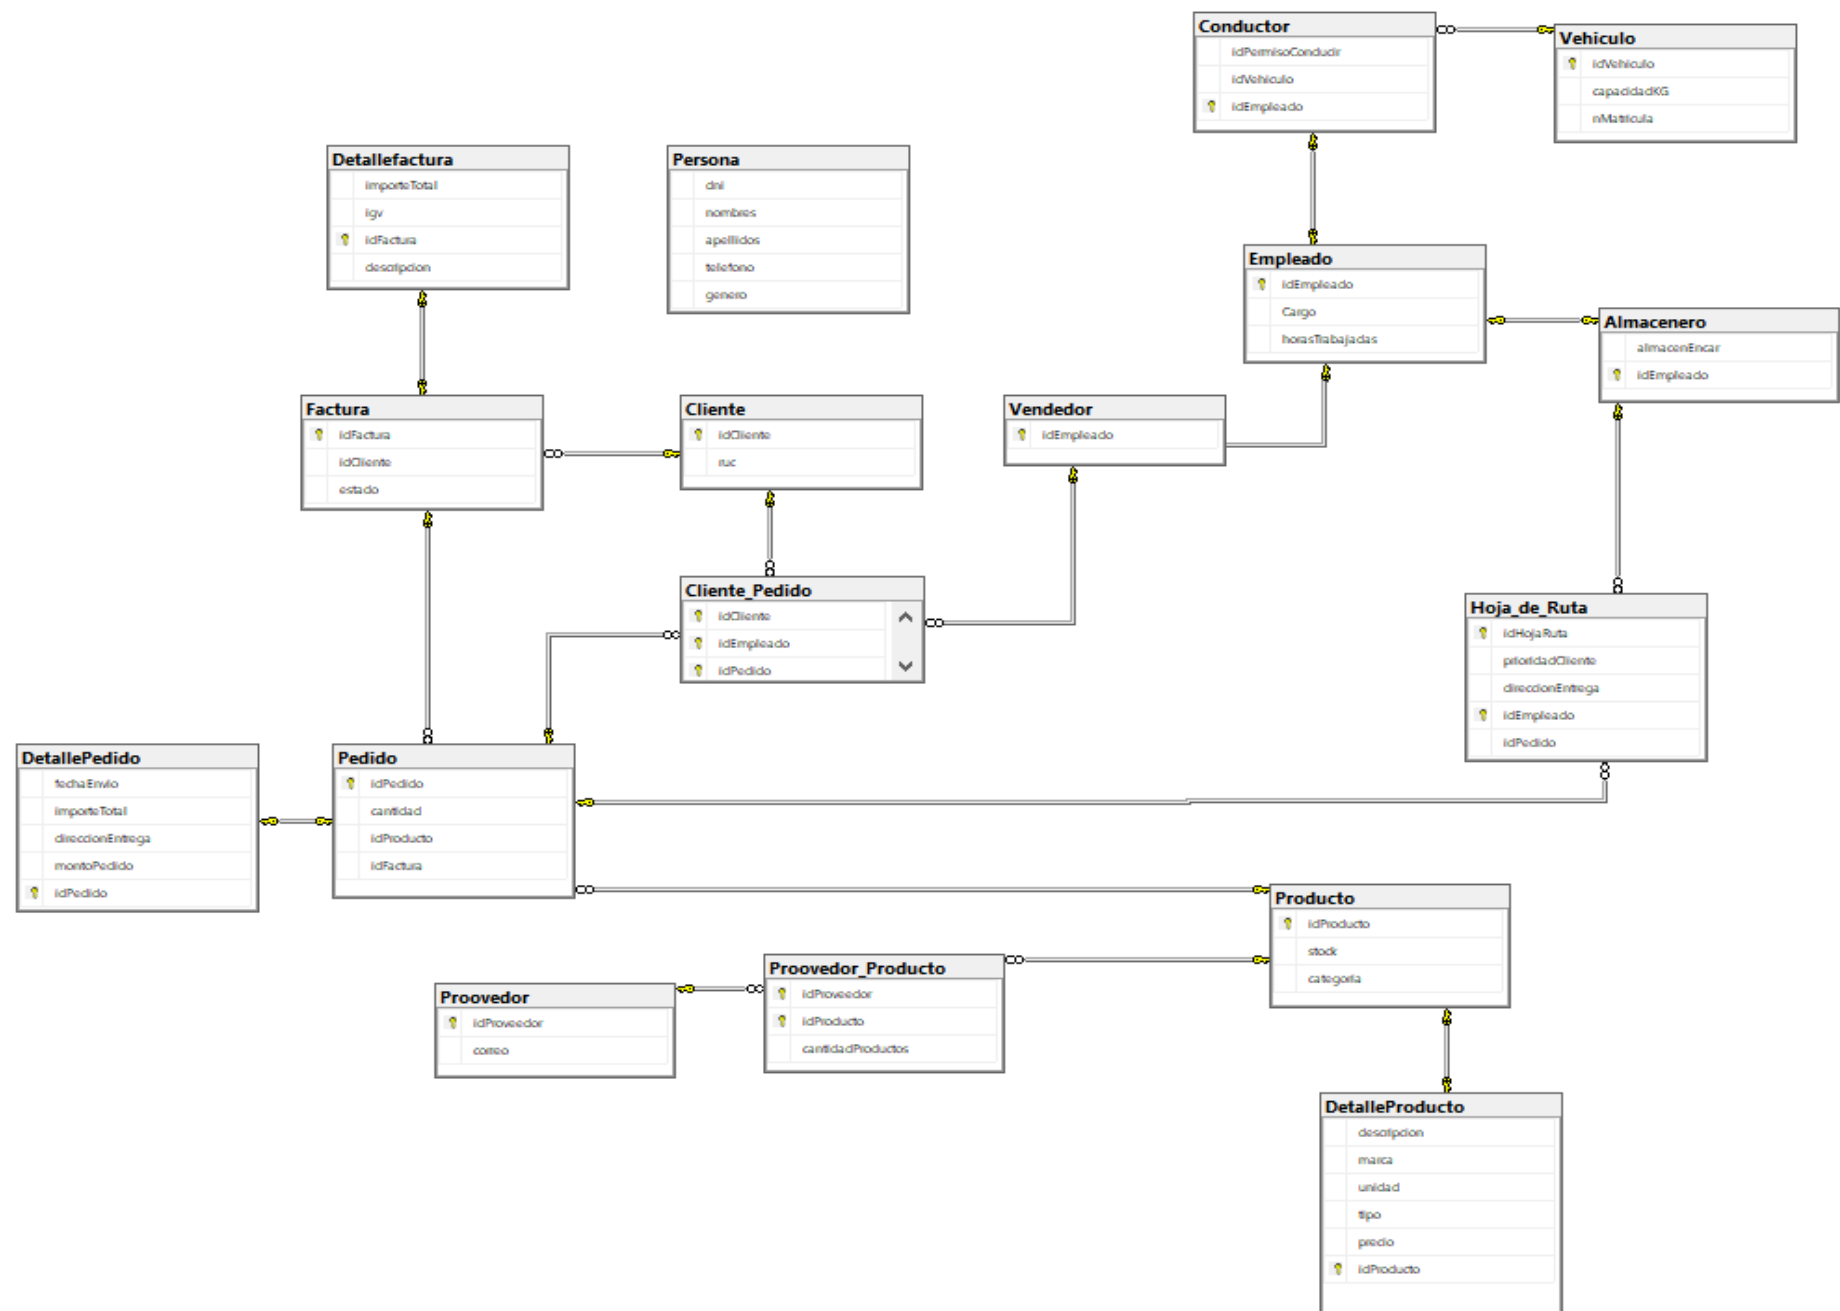 Conductor
idPermisoConducir
idVehiculo
idEmpleado
Vehiculo
idVehiculo
capacidadKG
nMatricula
Detallefactura
importeTotal
igv
idFactura
descripcion
Persona
dni
nombres
apellidos
telefono
genero
Empleado
idEmpleado
Cargo
horasTrabajadas
Almacenero
almacenEncar
idEmpleado
Factura
idFactura
idCliente
estado
Cliente
idCliente
ruc
Vendedor
idEmpleado
Cliente_Pedido
idCliente
idEmpleado
idPedido
Hoja_de_Ruta
idHojaRuta
prioridadCliente
direccionEntrega
idEmpleado
idPedido
DetallePedido
fechaEnvio
importeTotal
direccionEntrega
montoPedido
idPedido
Pedido
idPedido
cantidad
idProducto
idFactura
Producto
idProducto
stock
categoria
Proovedor_Producto
idProveedor
idProducto
cantidadProductos
Proovedor
idProveedor
correo
DetalleProducto
descripcion
marca
unidad
tipo
precio
idProducto